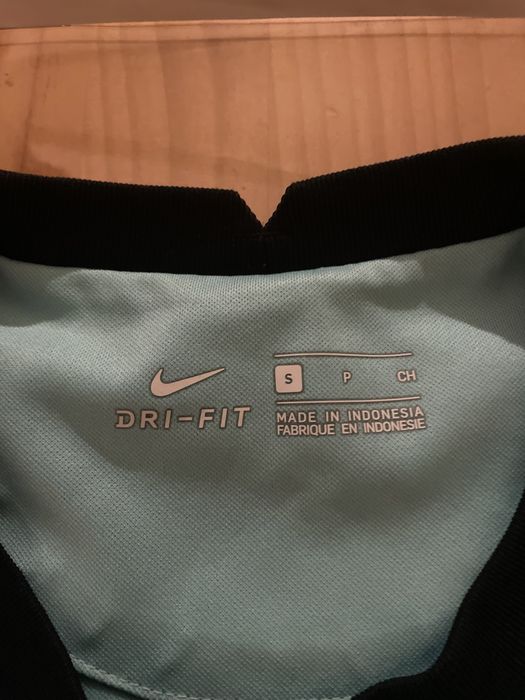 DRI-FIT
S P CH
MADE IN INDONESIA
FABRIQUE EN INDONESIE